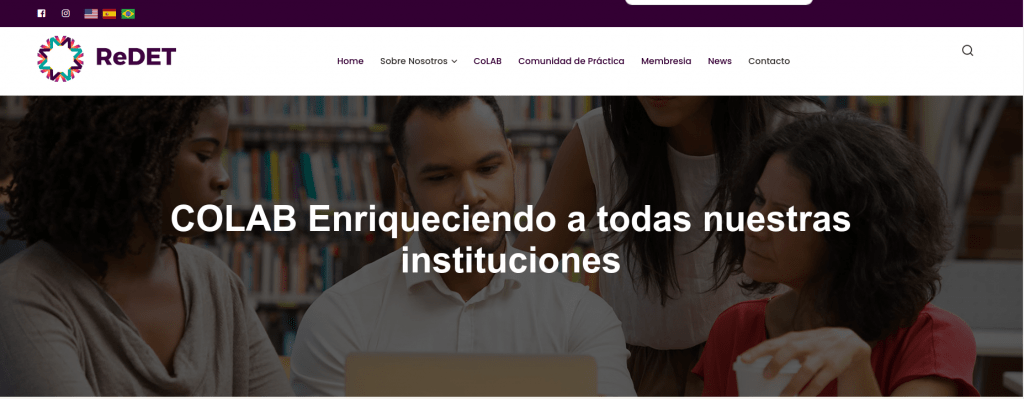 ReDET
Home Sobre Nosotros CoLAB Comunidad de Práctica Membresia News Contacto
COLAB Enriqueciendo a todas nuestras
instituciones